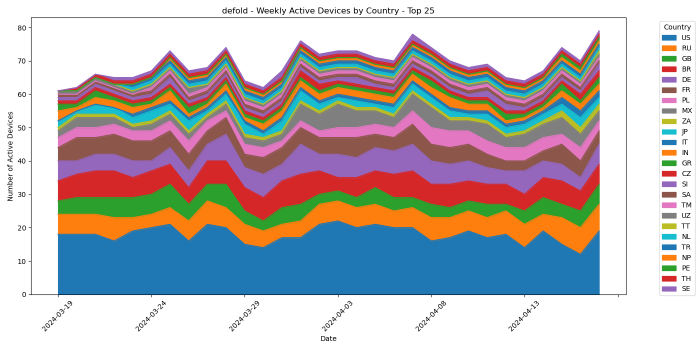 defold - Weekly Active Devices by Country - Top 25
Number of Active Devices
80
70
60
50
40
30
20
10
0
2024-03-19
2024-03-24
2024-03-29
2024-04-03
2024-04-08
2024-04-13
Date
Country
US
RU
GB
BR
DE
FR
PL
MX
ZA
JP
IT
IN
GR
CZ
SI
SA
TM
UZ
TT
NL
TR
NP
PE
TH
SE